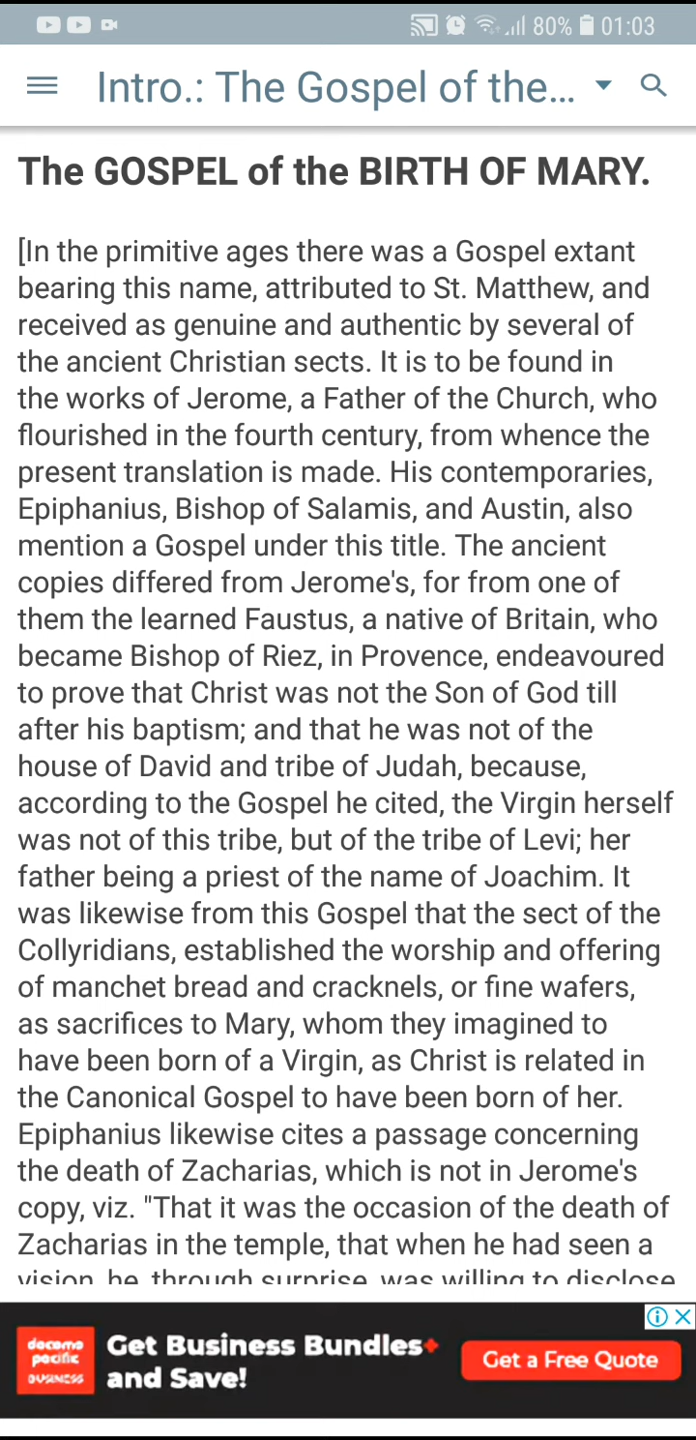 80% 01:03
Intro.: The Gospel of the...
The GOSPEL of the BIRTH OF MARY.
[In the primitive ages there was a Gospel extant
bearing this name, attributed to St. Matthew, and
received as genuine and authentic by several of
the ancient Christian sects. It is to be found in
the works of Jerome, a Father of the Church, who
flourished in the fourth century, from whence the
present translation is made. His contemporaries,
Epiphanius, Bishop of Salamis, and Austin, also
mention a Gospel under this title. The ancient
copies differed from Jerome's, for from one of
them the learned Faustus, a native of Britain, who
became Bishop of Riez, in Provence, endeavoured
to prove that Christ was not the Son of God till
after his baptism; and that he was not of the
house of David and tribe of Judah, because,
according to the Gospel he cited, the Virgin herself
was not of this tribe, but of the tribe of Levi; her
father being a priest of the name of Joachim. It
was likewise from this Gospel that the sect of the
Collyridians, established the worship and offering
of manchet bread and cracknels, or fine wafers,
as sacrifices to Mary, whom they imagined to
have been born of a Virgin, as Christ is related in
the Canonical Gospel to have been born of her.
Epiphanius likewise cites a passage concerning
the death of Zacharias, which is not in Jerome's
copy, viz. "That it was the occasion of the death of
Zacharias in the temple, that when he had seen a
vision, he, through surprise, was willing to disclose
docomo
pacific
BUSINESS
Get Business Bundles+
and Save!
Get a Free Quote